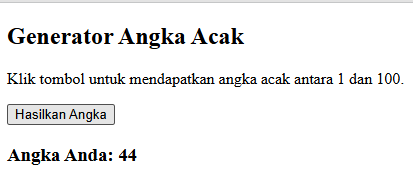 Generator Angka Acak
Klik tombol untuk mendapatkan angka acak antara 1 dan 100.
Hasilkan Angka
Angka Anda: 44